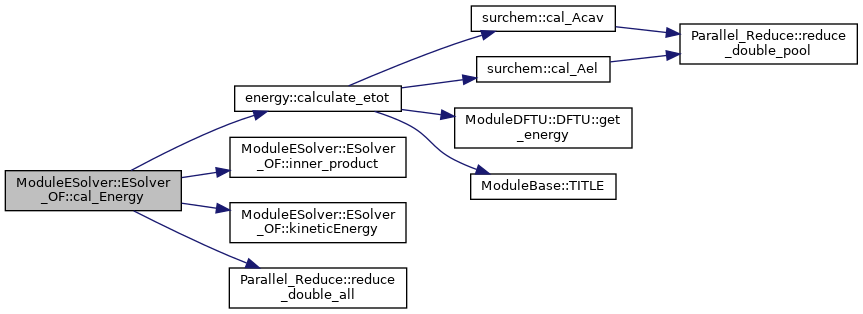 ModuleESolver::ESolver
_OF::cal_Energy
energy::calculate_etot
ModuleESolver::ESolver
_OF::inner_product
ModuleESolver::ESolver
_OF::kineticEnergy
Parallel_Reduce::reduce
_double_all
surchem::cal_Acav
surchem::cal_Ael
ModuleDFTU::DFTU::get
_energy
ModuleBase::TITLE
Parallel_Reduce::reduce
_double_pool